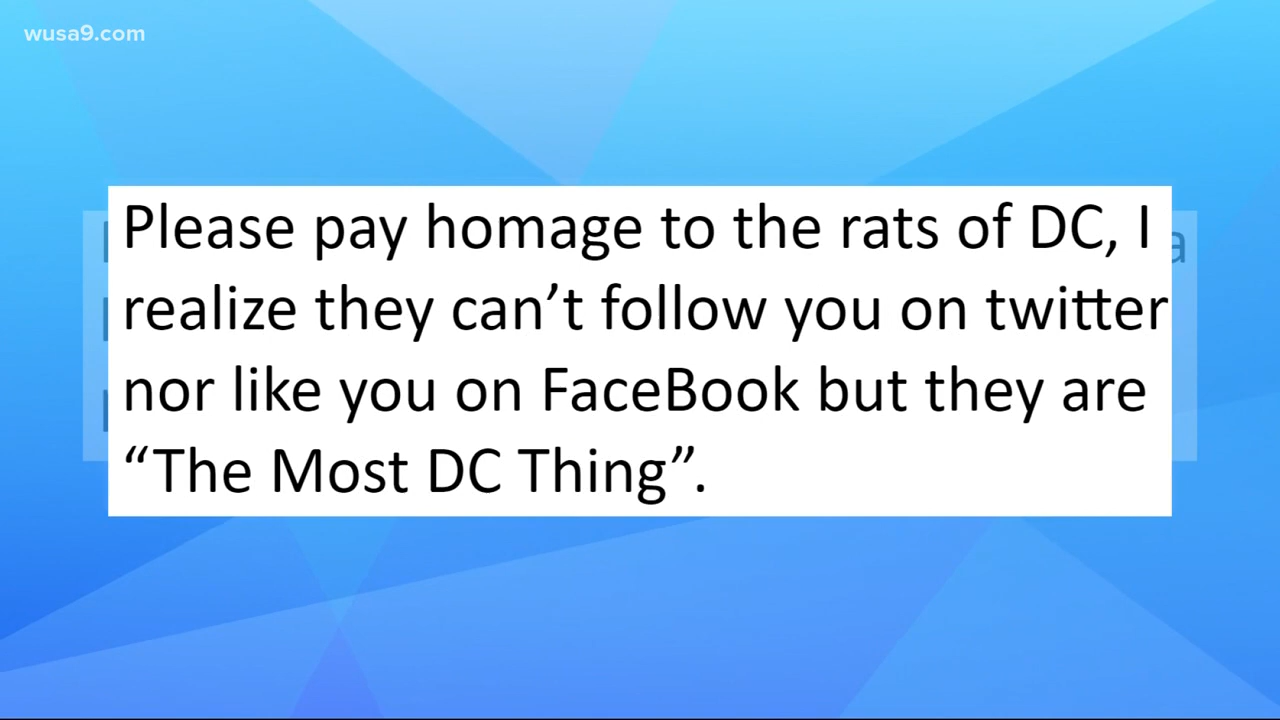 wusa9.com
Please pay homage to the rats of DC, I
realize they can’t follow you on twitter
nor like you on FaceBook but they are
“The Most DC Thing”.